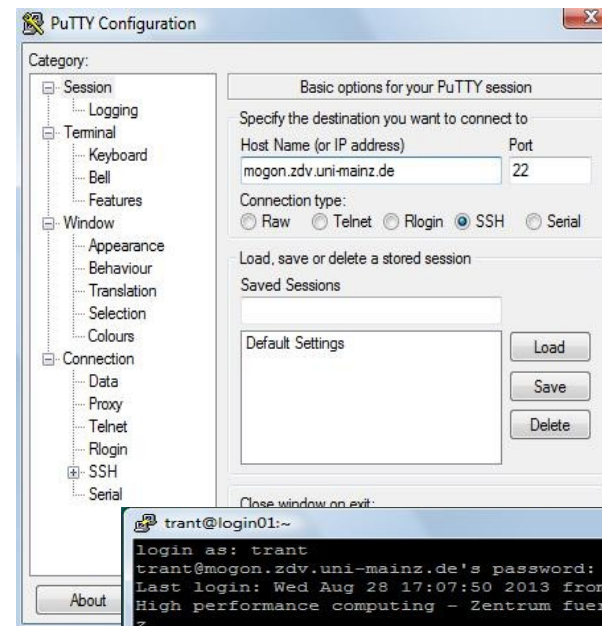 PuTTY Configuration
Category:
Session
Logging
Terminal
Keyboard
Bell
Features
Window
Appearance
Behaviour
Translation
Selection
Colours
Connection
Data
Proxy
Telnet
Rlogin
SSH
Serial
About
Basic options for your PuTTY session
Specify the destination you want to connect to
Host Name (or IP address) Port
mogon.zdv.uni-mainz.de 22
Connection type:
Raw Telnet Rlogin SSH Serial
Load, save or delete a stored session
Saved Sessions
Default Settings
Load
Save
Delete
Close window on exit:
trant@login01:~
login as: trant
trant@mogon.zdv.uni-mainz.de's password:
Last login: Wed Aug 28 17:07:50 2013 from
High performance computing - Zentrum fuer